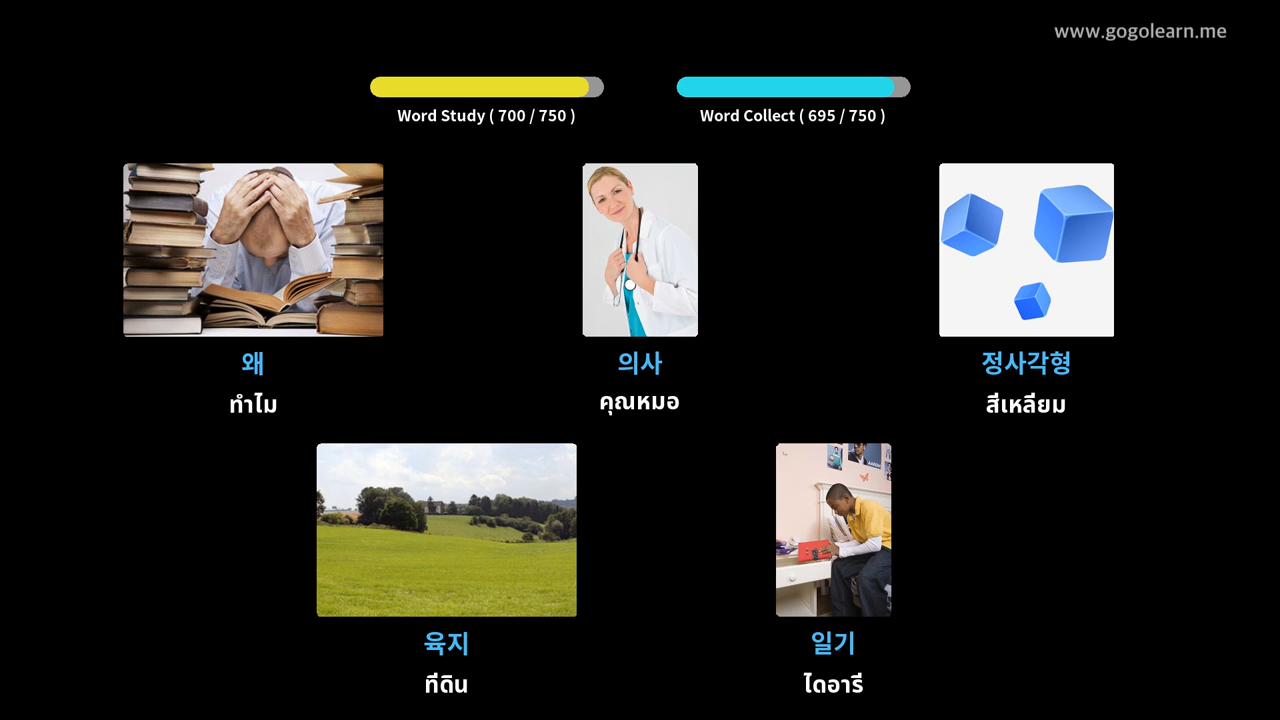 www.gogolearn.me
Word Study ( 700 / 750 )
Word Collect ( 695 / 750 )
왜
ทำไม
의사
คุณหมอ
정사각형
สีเหลียม
육지
ทีดิน
일기
ไดอารี